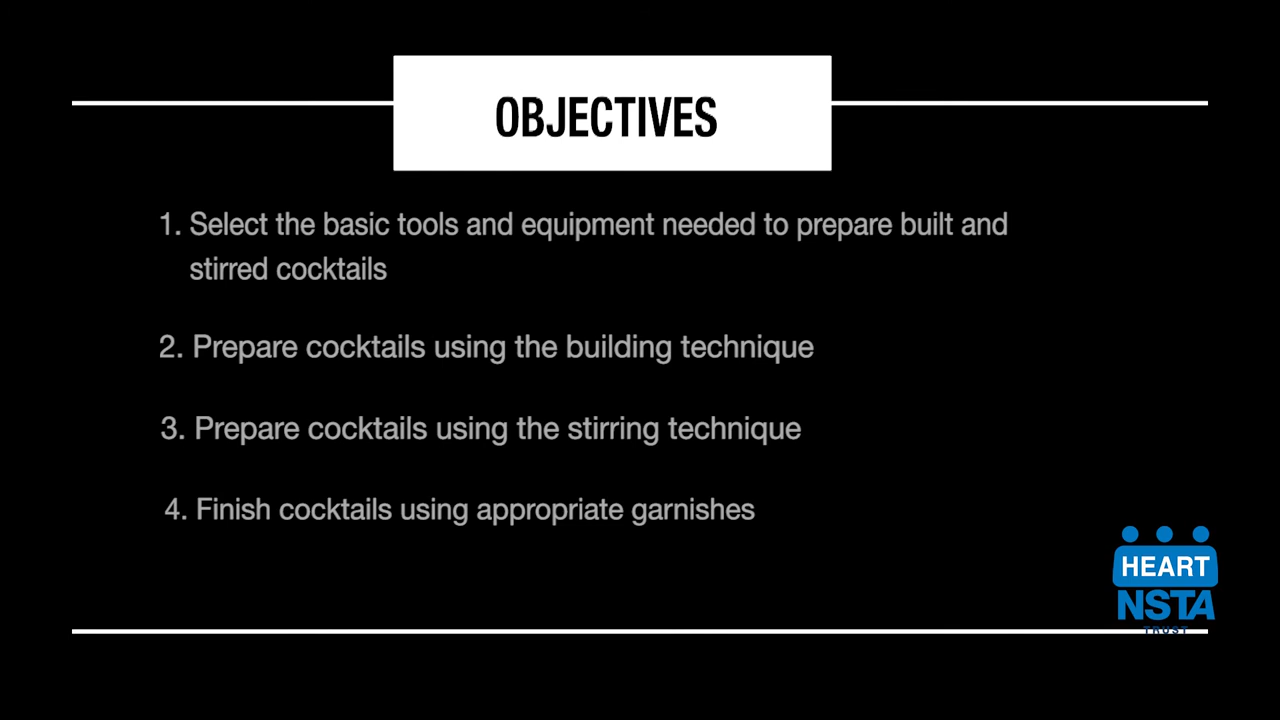 OBJECTIVES
1. Select the basic tools and equipment needed to prepare built and
stirred cocktails
2. Prepare cocktails using the building technique
3. Prepare cocktails using the stirring technique
4. Finish cocktails using appropriate garnishes
HEART
NSTA
TRUST